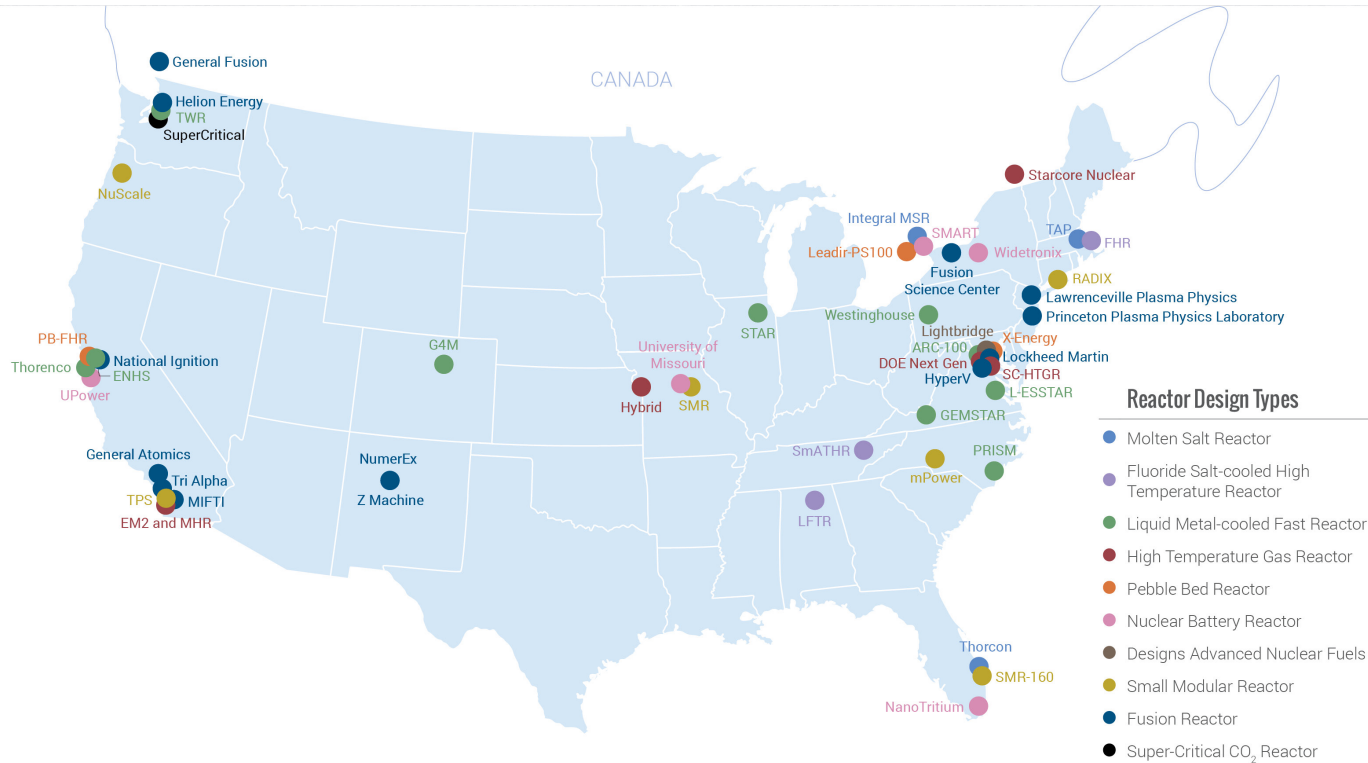 General Fusion
CANADA
Helion Energy
TWR
SuperCritical
NuScale
Starcore Nuclear
Integral MSR
SMART
Leadir-PS100
Widetronix
Fusion
Science Center
TAP
FHR
RADIX
Lawrenceville Plasma Physics
Princeton Plasma Physics Laboratory
Westinghouse
STAR
Lightbridge
X-Energy
ARC-100
Lockheed Martin
DOE Next Gen
SC-HTGR
HyperV
L-ESSTAR
GEMSTAR
PB-FHR
National Ignition
Thorenco
ENHS
UPower
G4M
University of
Missouri
Hybrid
SMR
General Atomics
Tri Alpha
TPS
MIFTI
EM2 and MHR
NumerEx
Z Machine
SmATHR
mPower
PRISM
LFTR
Thorcon
SMR-160
NanoTritium
Reactor Design Types
Molten Salt Reactor
Fluoride Salt-cooled High
Temperature Reactor
Liquid Metal-cooled Fast Reactor
High Temperature Gas Reactor
Pebble Bed Reactor
Nuclear Battery Reactor
Designs Advanced Nuclear Fuels
Small Modular Reactor
Fusion Reactor
Super-Critical CO₂ Reactor